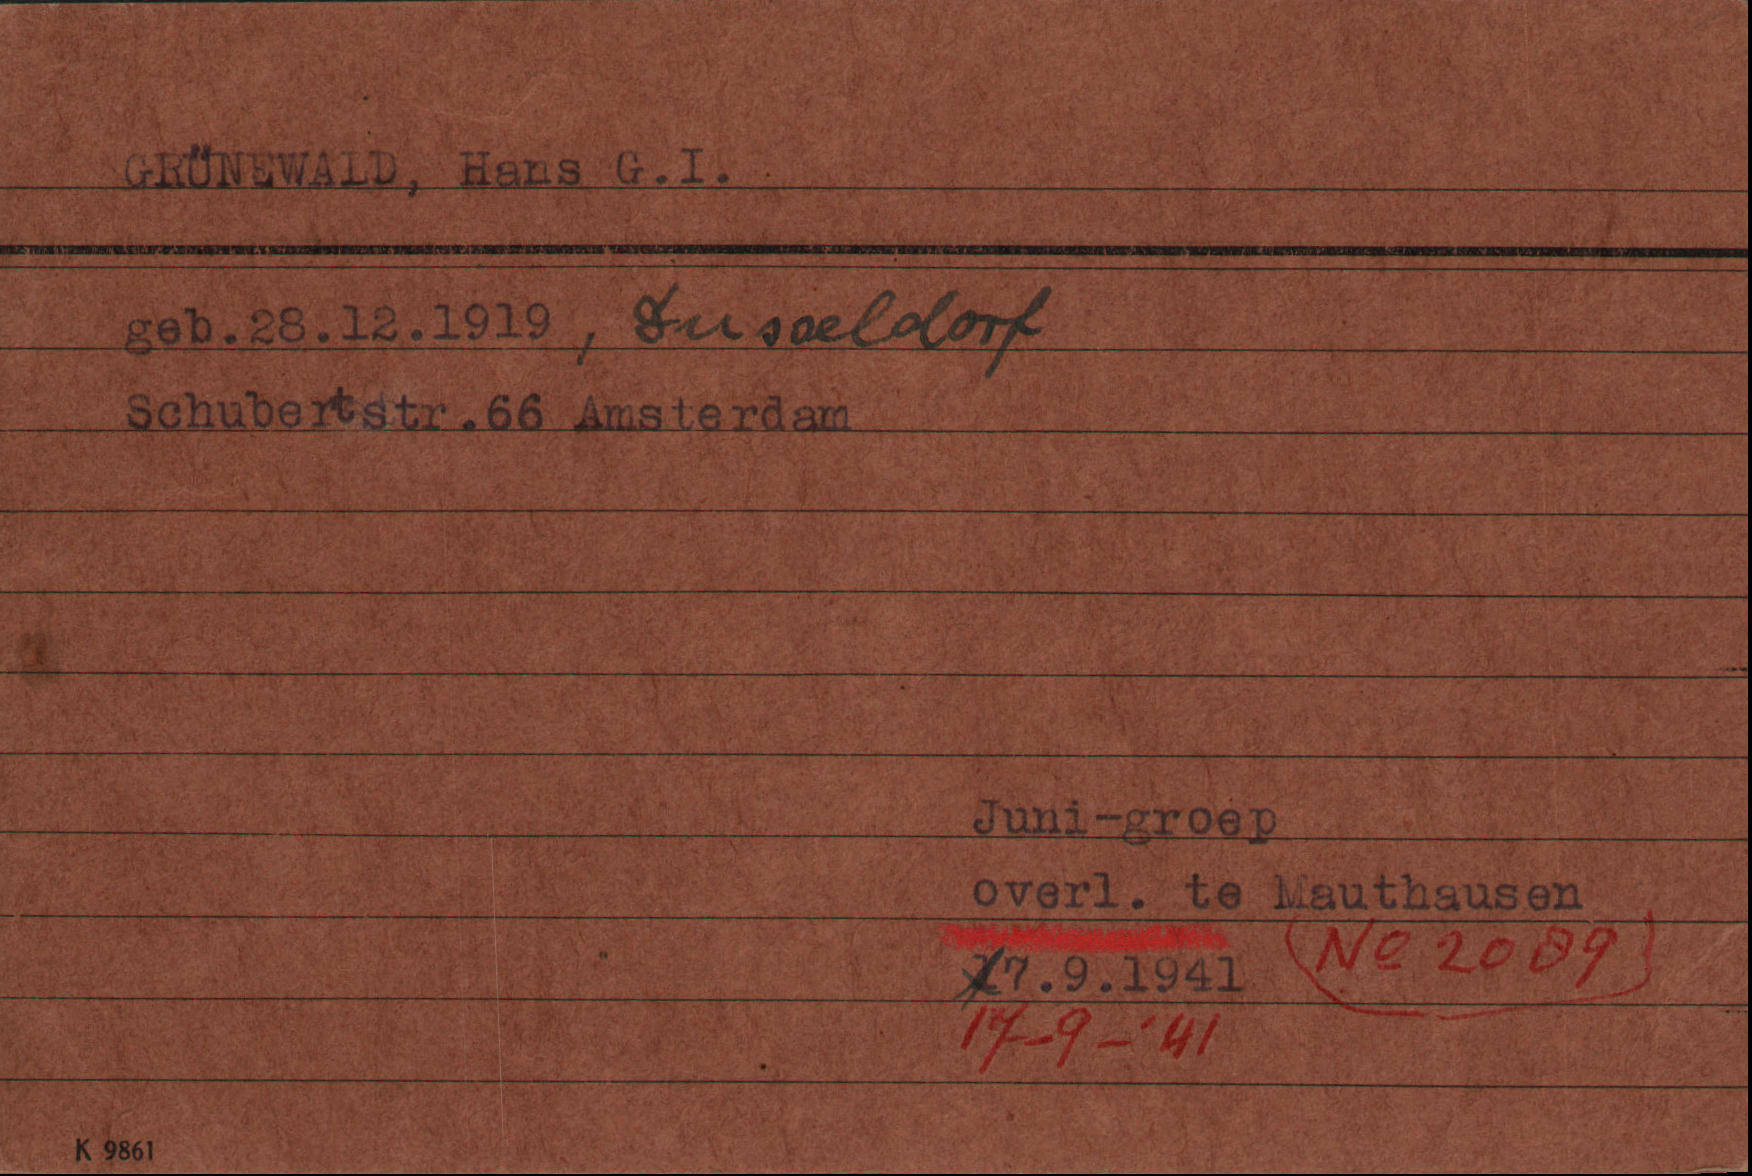 GRÜNEWALD, Hans G.I.
geb.28.12.1919, Dusseldorf
Schubertstr.66 Amsterdam
Juni-groep
overl. te Mauthausen
17.9.1941 (No 2089)
17-9-'41
K 9861